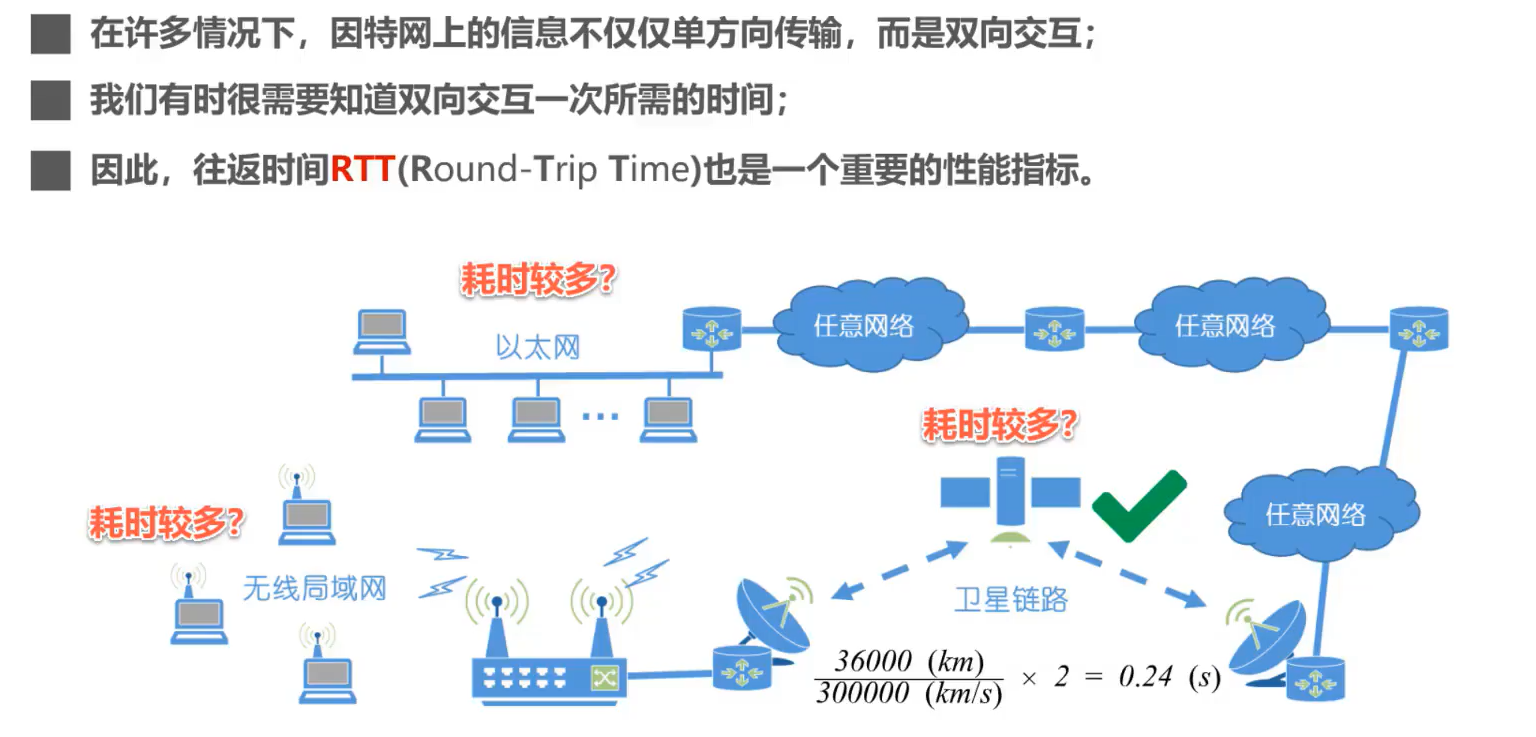 在许多情况下，因特网上的信息不仅仅单方向传输，而是双向交互；
我们有时很需要知道双向交互一次所需的时间；
因此，往返时间RTT(Round-Trip Time)也是一个重要的性能指标。
耗时较多？
以太网
任意网络
任意网络
耗时较多？
耗时较多？
无线局域网
任意网络
卫星链路
36000 (km)
300000 (km/s)
× 2 = 0.24 (s)